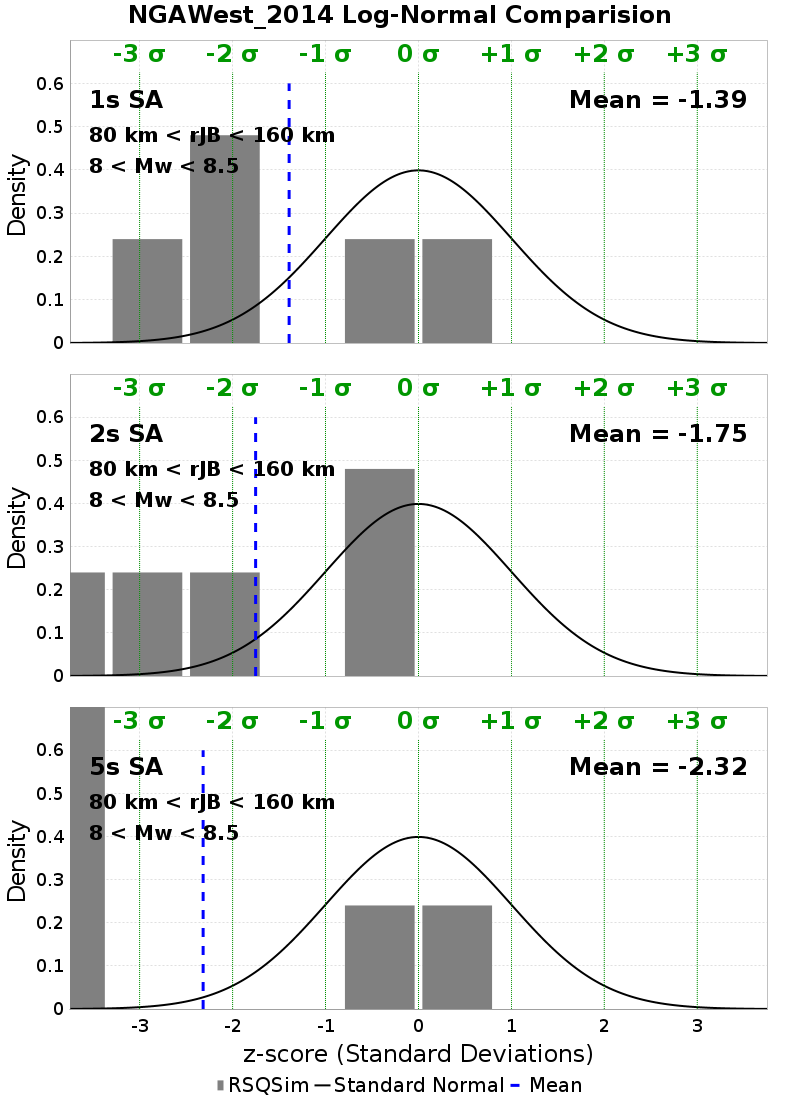 NGAWest_2014 Log-Normal Comparision
-3 σ -2 σ -1 σ 0 σ +1 σ +2 σ +3 σ
0.6
1s SA Mean = -1.39
0.5
80 km < rJB < 160 km
8 < Mw < 8.5
0.4
Density
0.3
0.2
0.1
0
-3 σ -2 σ -1 σ 0 σ +1 σ +2 σ +3 σ
0.6
2s SA Mean = -1.75
0.5
80 km < rJB < 160 km
8 < Mw < 8.5
0.4
Density
0.3
0.2
0.1
0
-3 σ -2 σ -1 σ 0 σ +1 σ +2 σ +3 σ
0.6
5s SA Mean = -2.32
0.5
80 km < rJB < 160 km
8 < Mw < 8.5
0.4
Density
0.3
0.2
0.1
0
-3 -2 -1 0 1 2 3
z-score (Standard Deviations)
RSQSim Standard Normal Mean